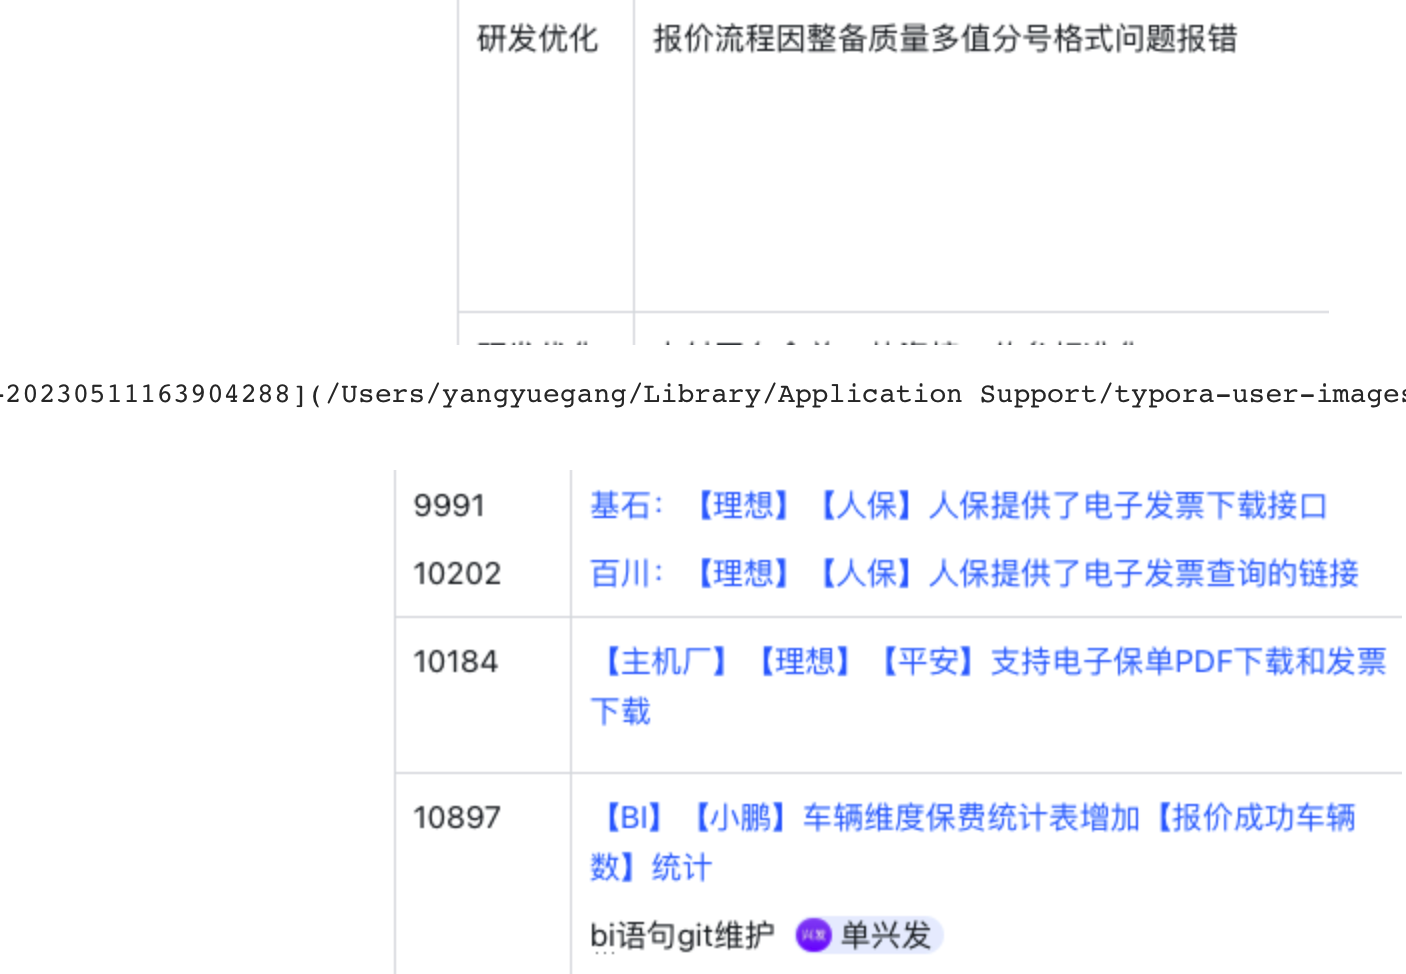 研发优化 报价流程因整备质量多值分号格式问题报错
-20230511163904288](/Users/yangyuegang/Library/Application Support/typora-user-images
9991 基石：【理想】【人保】人保提供了电子发票下载接口
10202 百川：【理想】【人保】人保提供了电子发票查询的链接
10184 【主机厂】【理想】【平安】支持电子保单PDF下载和发票
下载
10897 【BI】【小鹏】车辆维度保费统计表增加【报价成功车辆
数】统计
bi语句git维护 兴发 单兴发